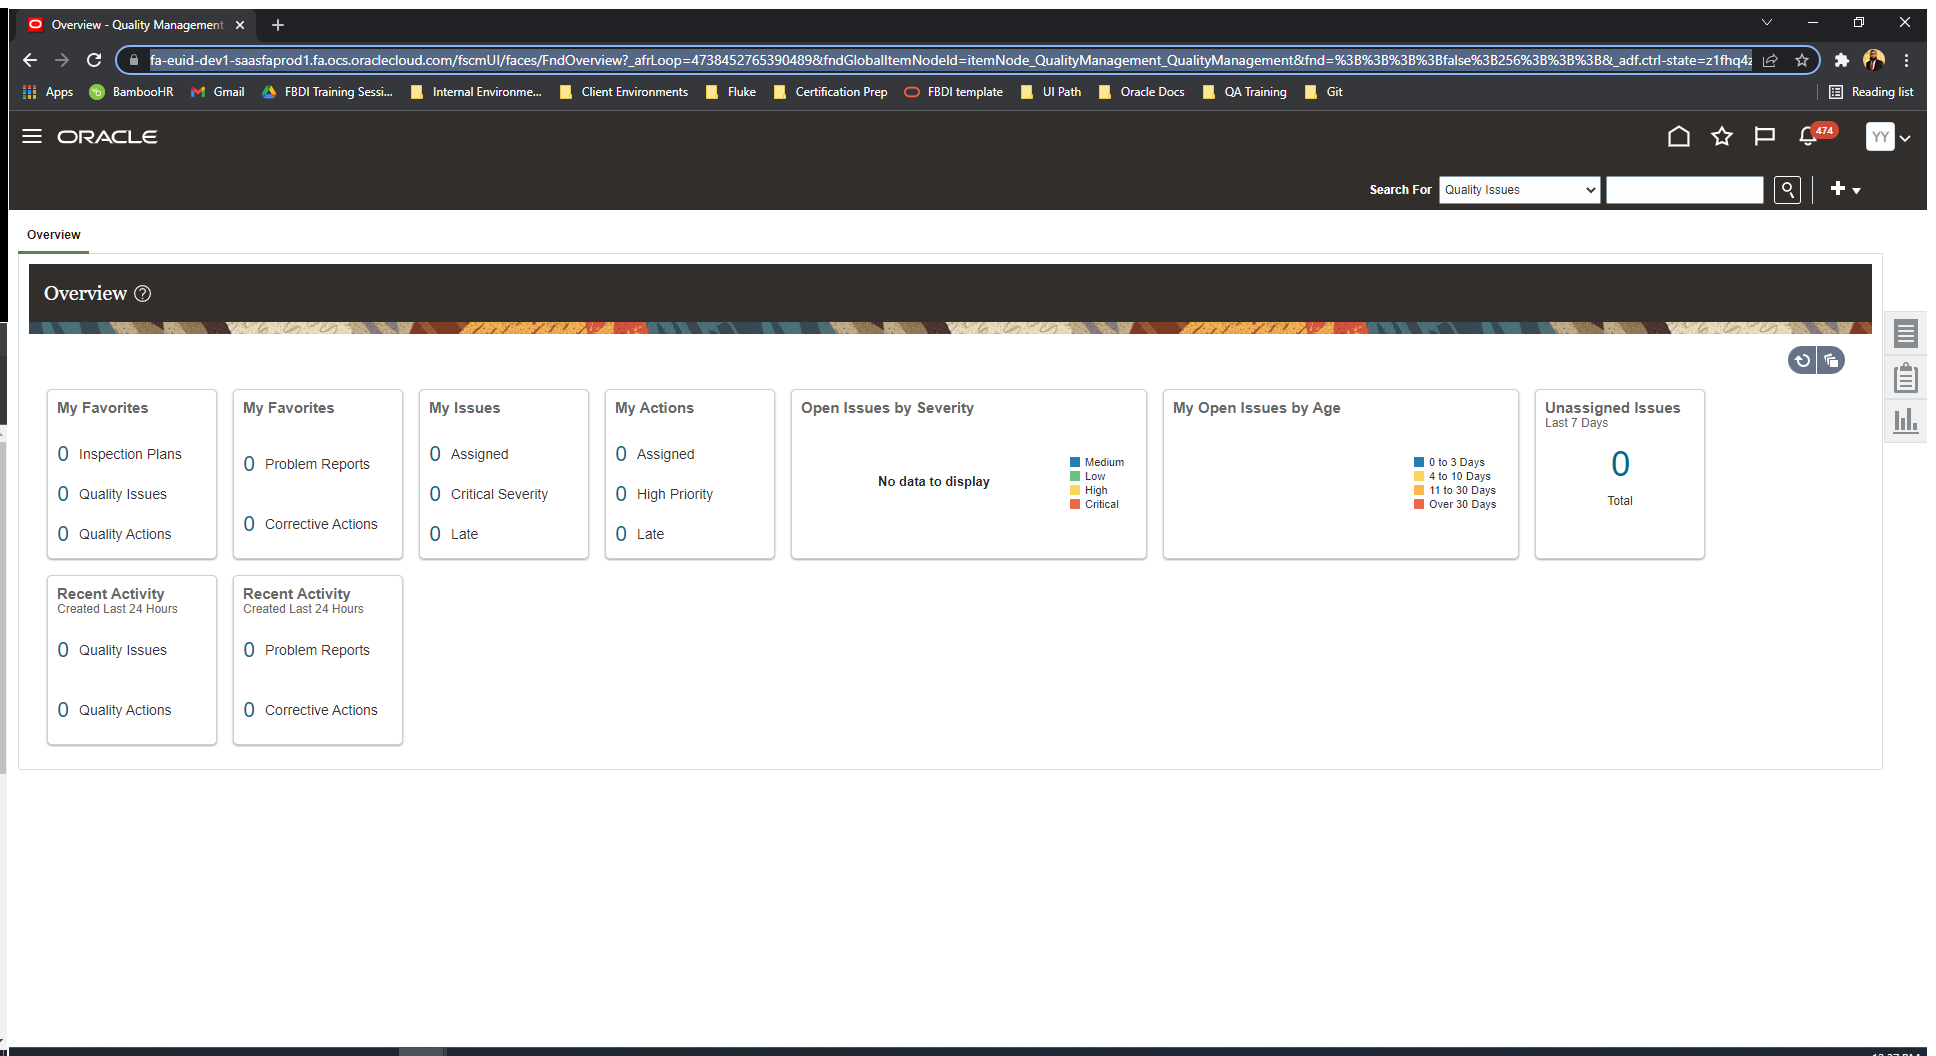 Overview - Quality Management
fa-euid-dev1-saasfaprod1.fa.ocs.oraclecloud.com/fscmUI/faces/FndOverview?_afrLoop=4738452765390489&fndGlobalItemNodeId=itemNode_QualityManagement_QualityManagement&fnd=%3B%3B%3B%3Bfalse%3B256%3B%3B%3B&_adf.ctrl-state=z1fhq4z
Apps BambooHR Gmail FBDI Training Sessi... Internal Environme... Client Environments Fluke Certification Prep FBDI template UI Path Oracle Docs QA Training Git Reading list
ORACLE 474 YY
Search For Quality Issues
Overview
Overview
My Favorites
0 Inspection Plans
0 Quality Issues
0 Quality Actions
My Favorites
0 Problem Reports
0 Corrective Actions
My Issues
0 Assigned
0 Critical Severity
0 Late
My Actions
0 Assigned
0 High Priority
0 Late
Open Issues by Severity
No data to display
Medium
Low
High
Critical
My Open Issues by Age
0 to 3 Days
4 to 10 Days
11 to 30 Days
Over 30 Days
Unassigned Issues
Last 7 Days
0
Total
Recent Activity
Created Last 24 Hours
0 Quality Issues
0 Quality Actions
Recent Activity
Created Last 24 Hours
0 Problem Reports
0 Corrective Actions